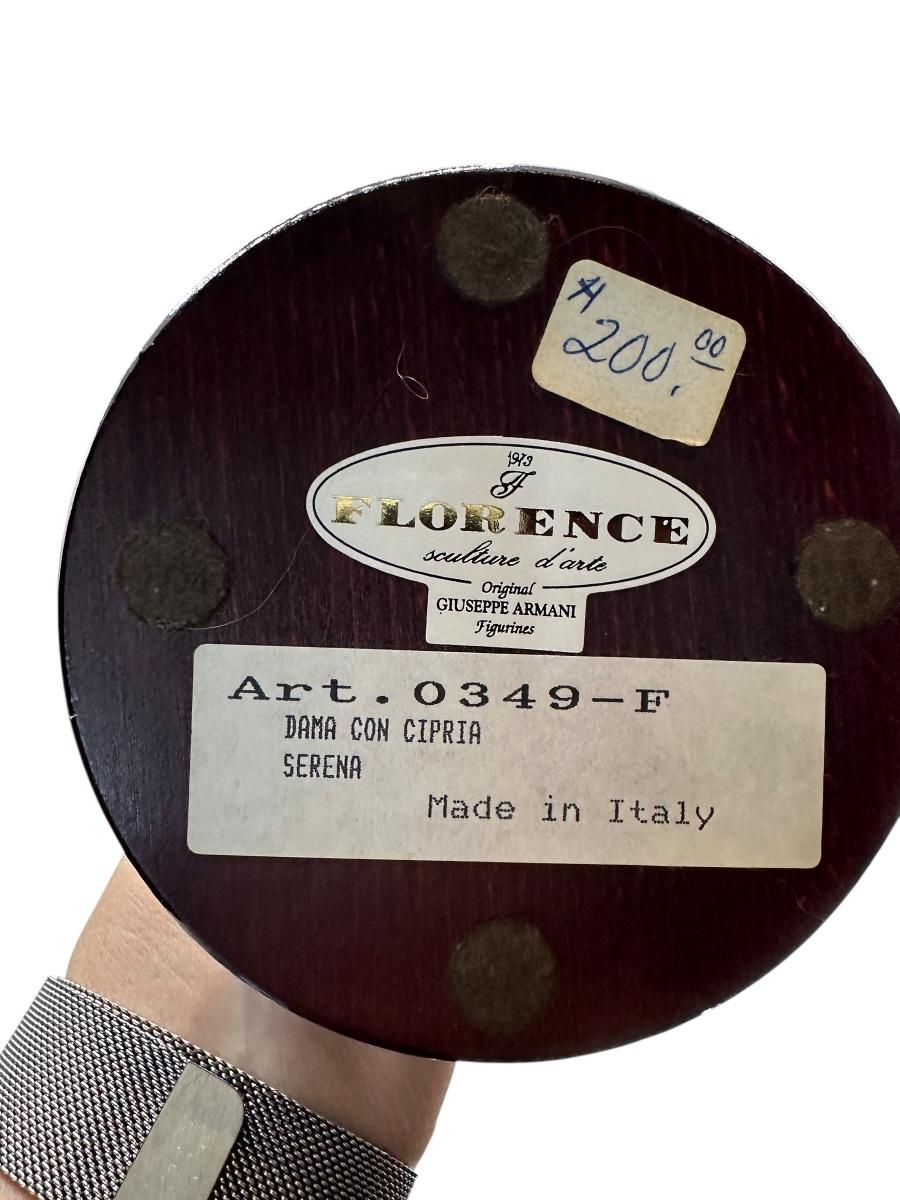 $
200.00
1973
F
FLORENCE
sculture d'arte
Original
GIUSEPPE ARMANI
Figurines
Art.0349-F
DAMA CON CIPRIA
SERENA
Made in Italy